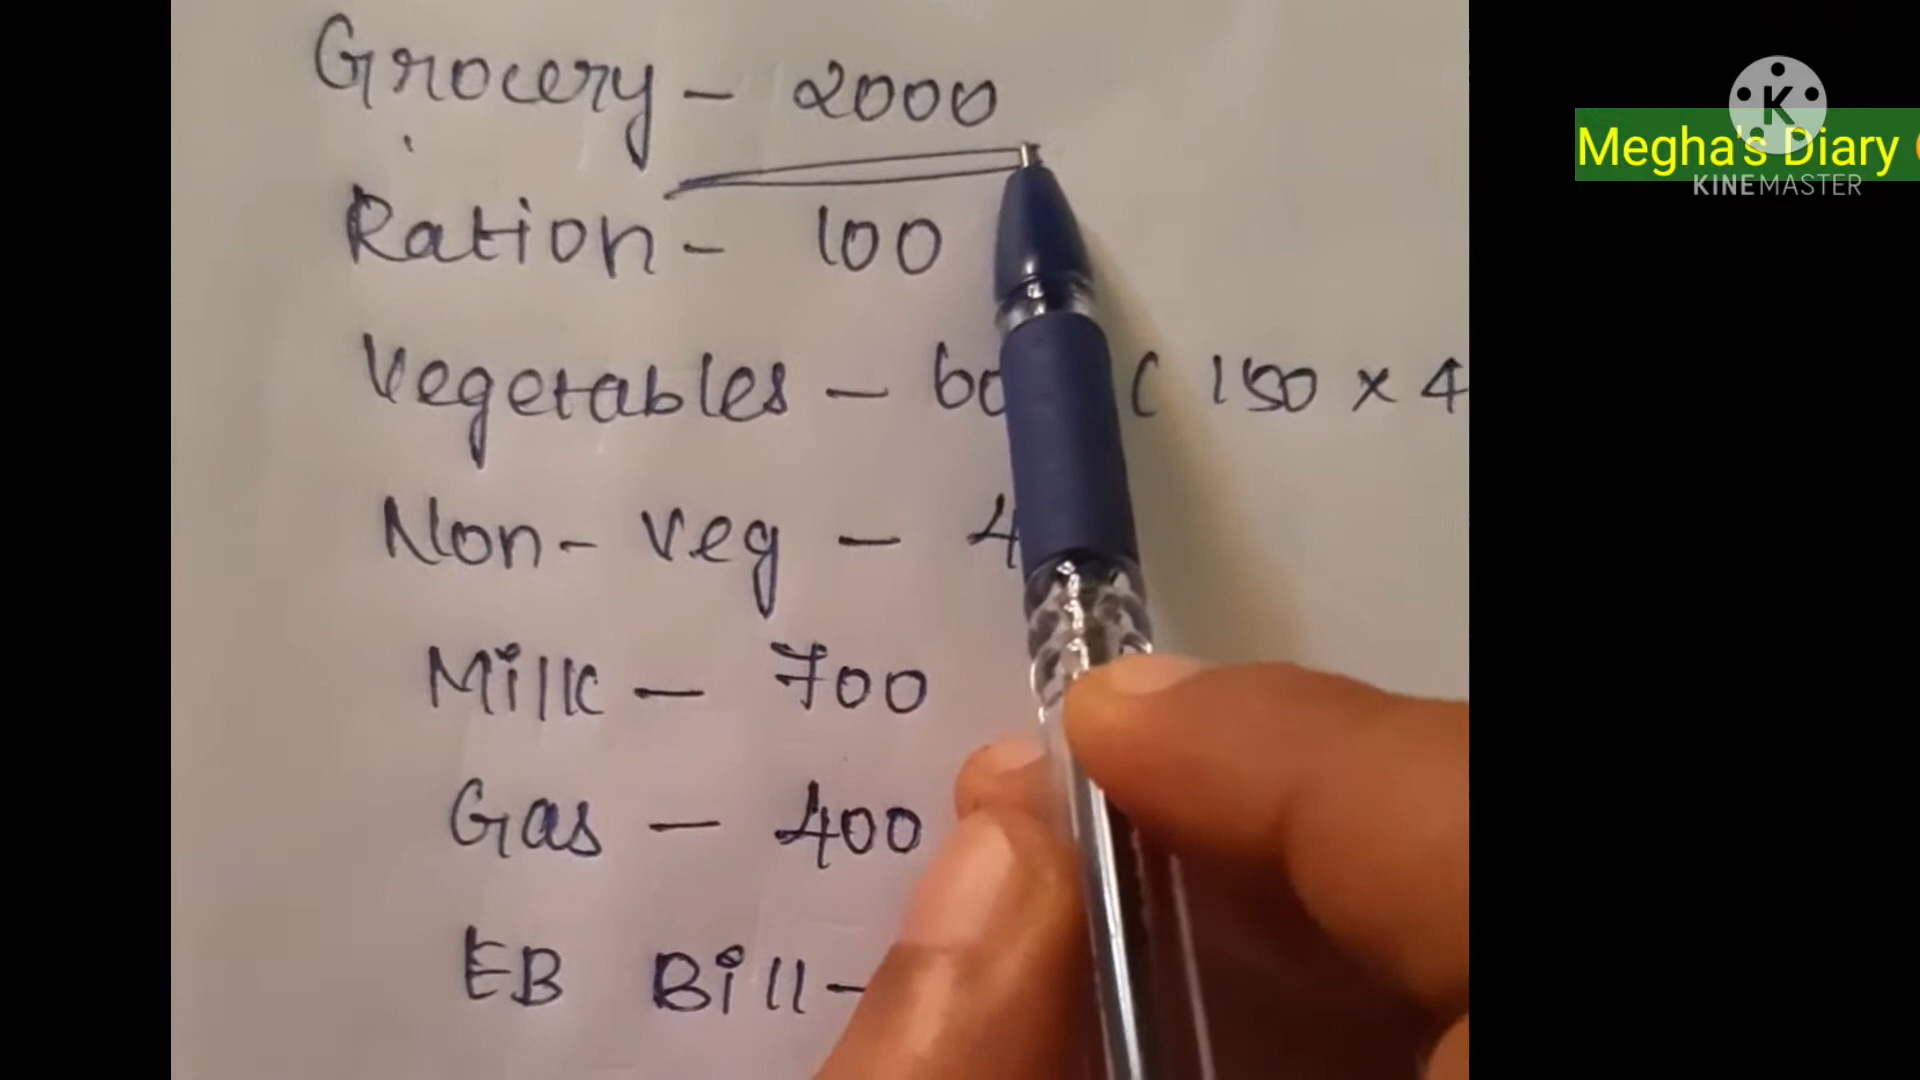 Grocery - 2000
Ration - 100
Vegetables - 60 ( 150 x 4
Non - Veg - 4
Milk - 700
Gas - 400
EB Bill -
K
Megha's Diary
KINEMASTER